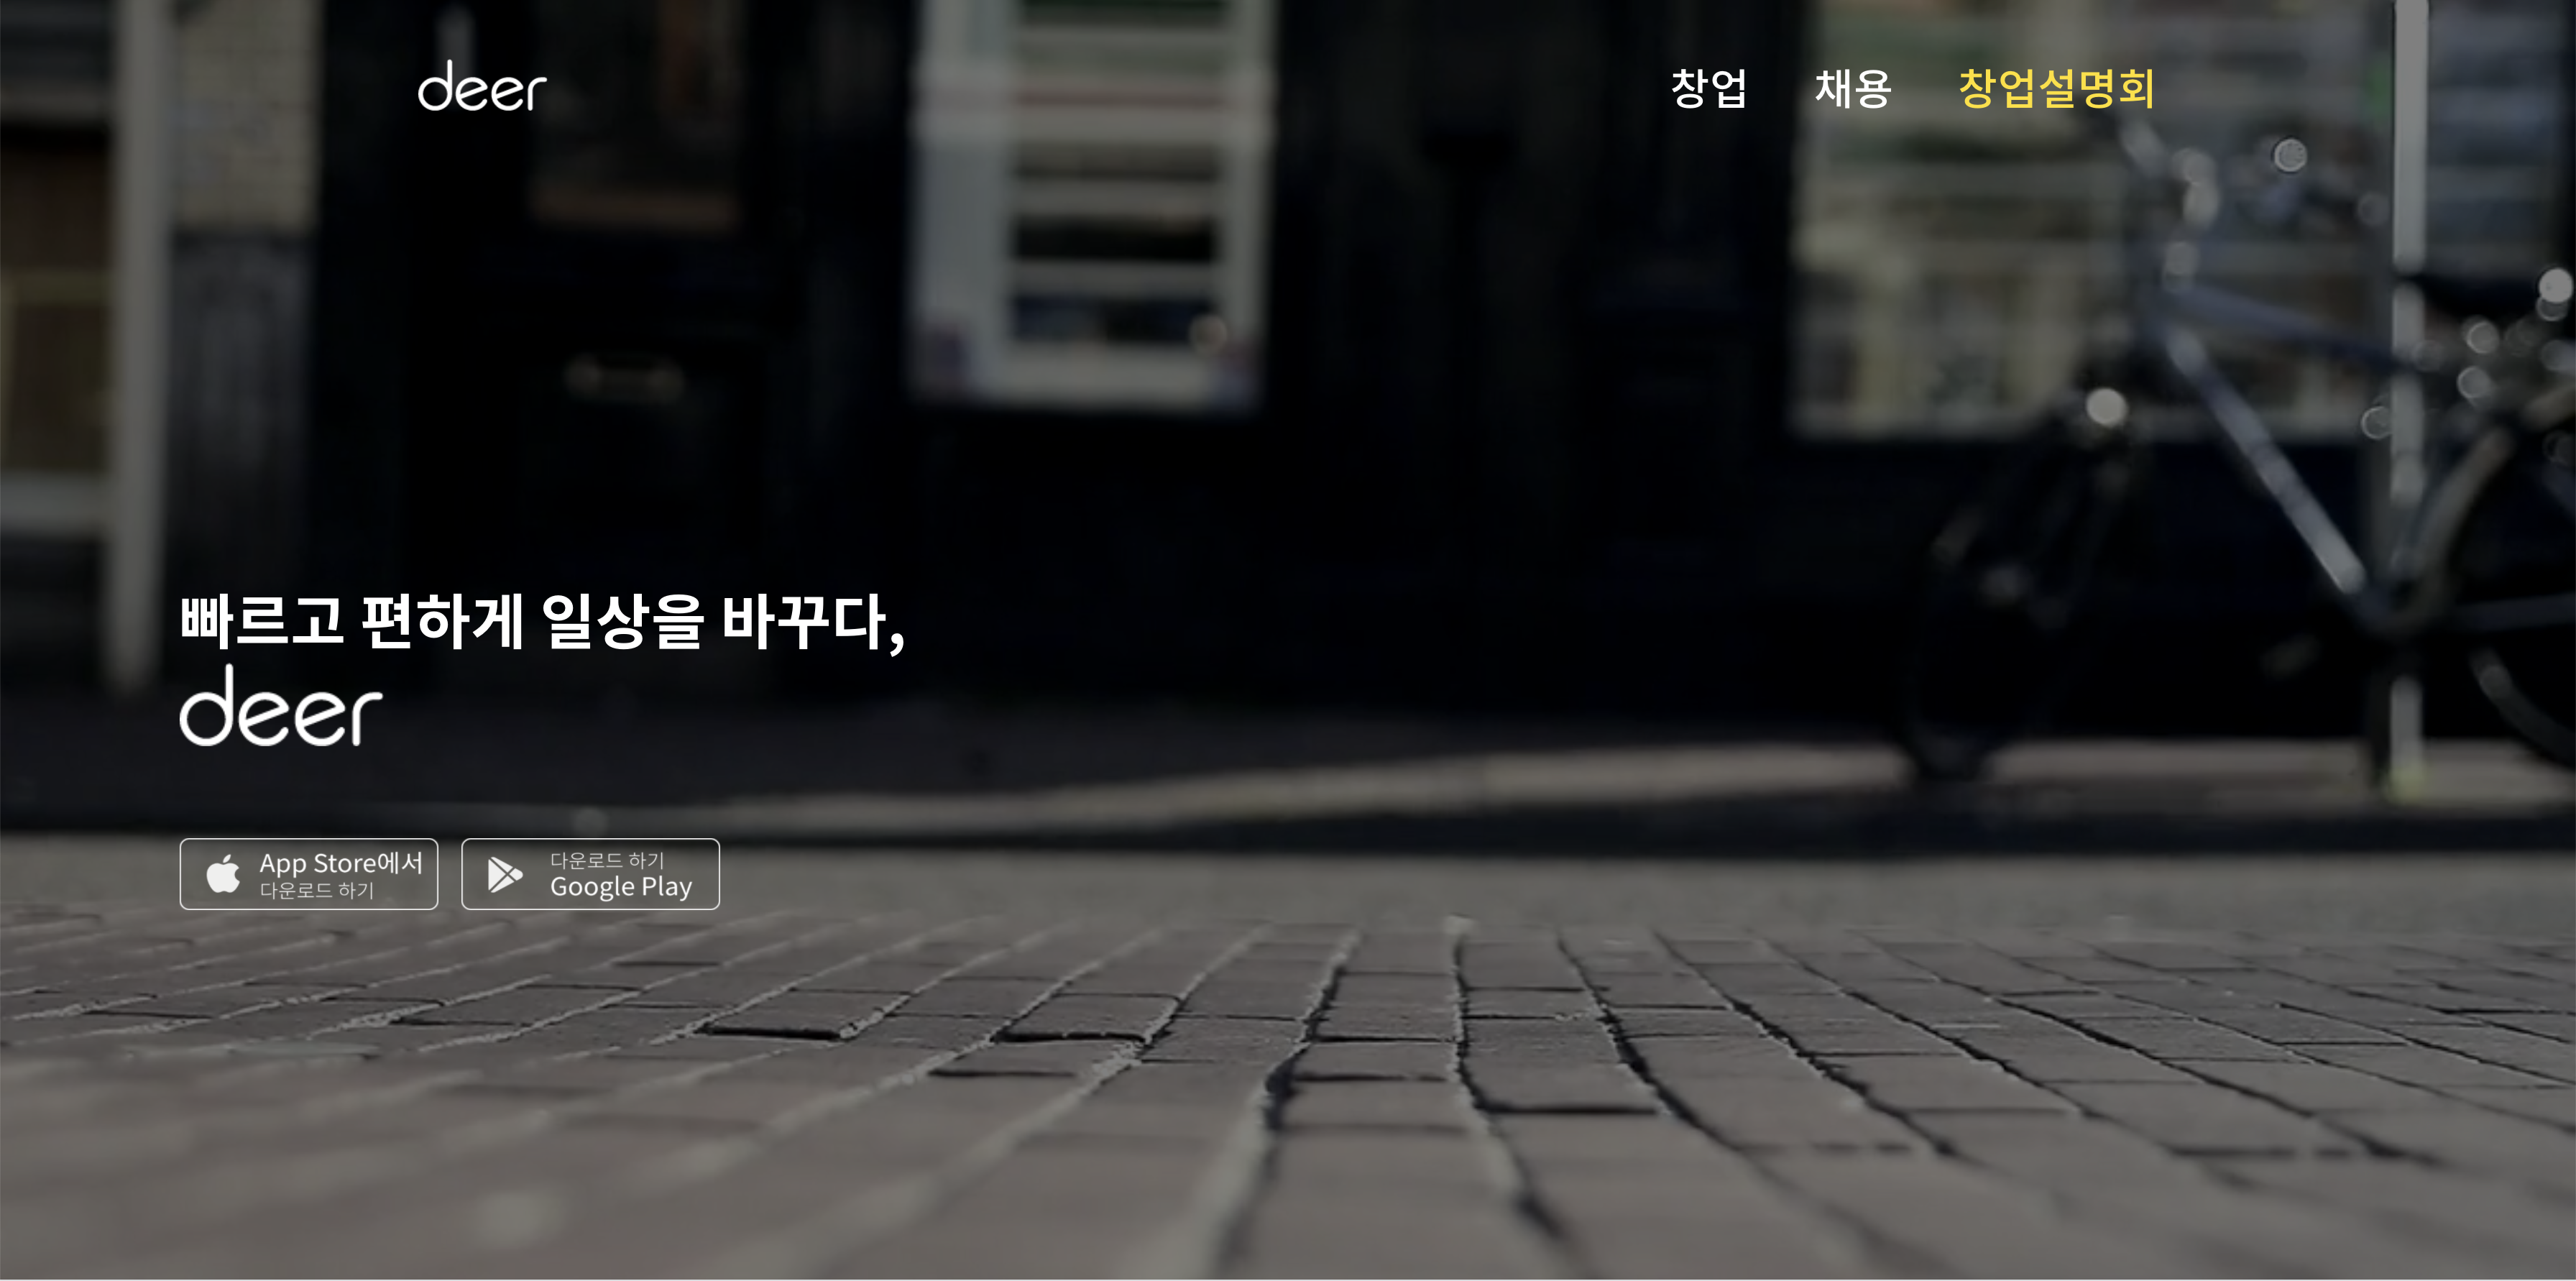 deer
창업 채용 창업설명회
빠르고 편하게 일상을 바꾸다,
deer
App Store에서
다운로드 하기
다운로드 하기
Google Play